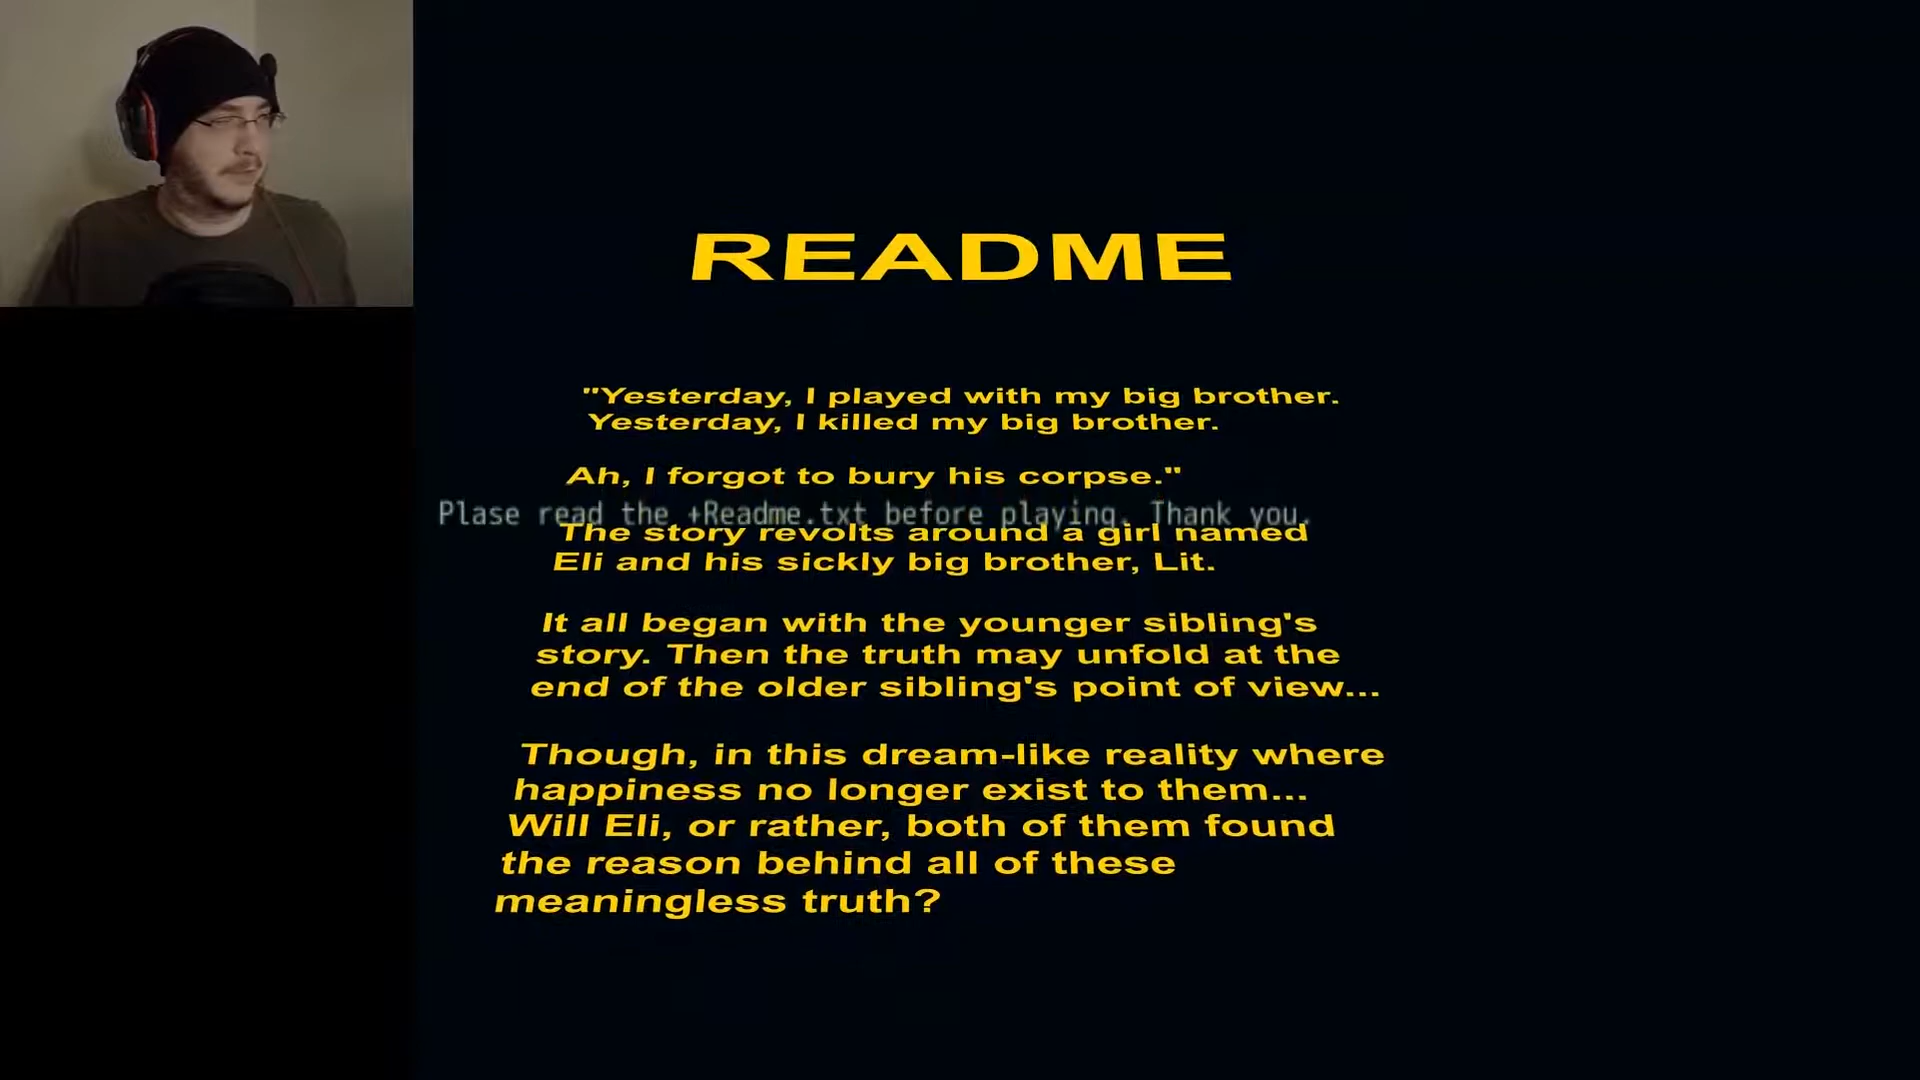 README
"Yesterday, I played with my big brother.
Yesterday, I killed my big brother.
Ah, I forgot to bury his corpse."
Plase read the +Readme.txt before playing. Thank you.
The story revolts around a girl named
Eli and his sickly big brother, Lit.
It all began with the younger sibling's
story. Then the truth may unfold at the
end of the older sibling's point of view...
Though, in this dream-like reality where
happiness no longer exist to them...
Will Eli, or rather, both of them found
the reason behind all of these
meaningless truth?